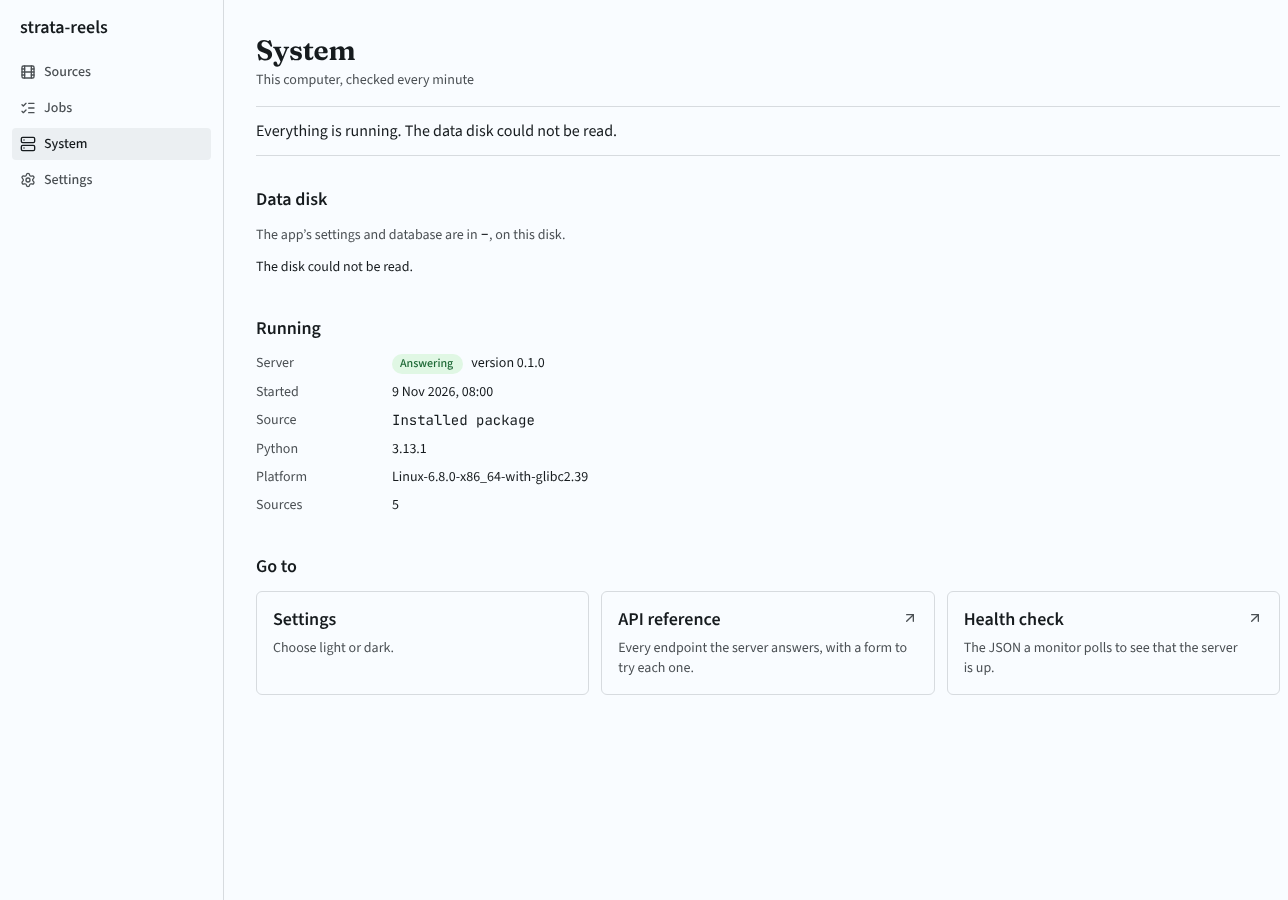 strata-reels
Sources
Jobs
System
Settings
System
This computer, checked every minute
Everything is running. The data disk could not be read.
Data disk
The app’s settings and database are in –, on this disk.
The disk could not be read.
Running
Server Answering version 0.1.0
Started 9 Nov 2026, 08:00
Source Installed package
Python 3.13.1
Platform Linux-6.8.0-x86_64-with-glibc2.39
Sources 5
Go to
Settings
Choose light or dark.
API reference
Every endpoint the server answers, with a form to
try each one.
Health check
The JSON a monitor polls to see that the server
is up.